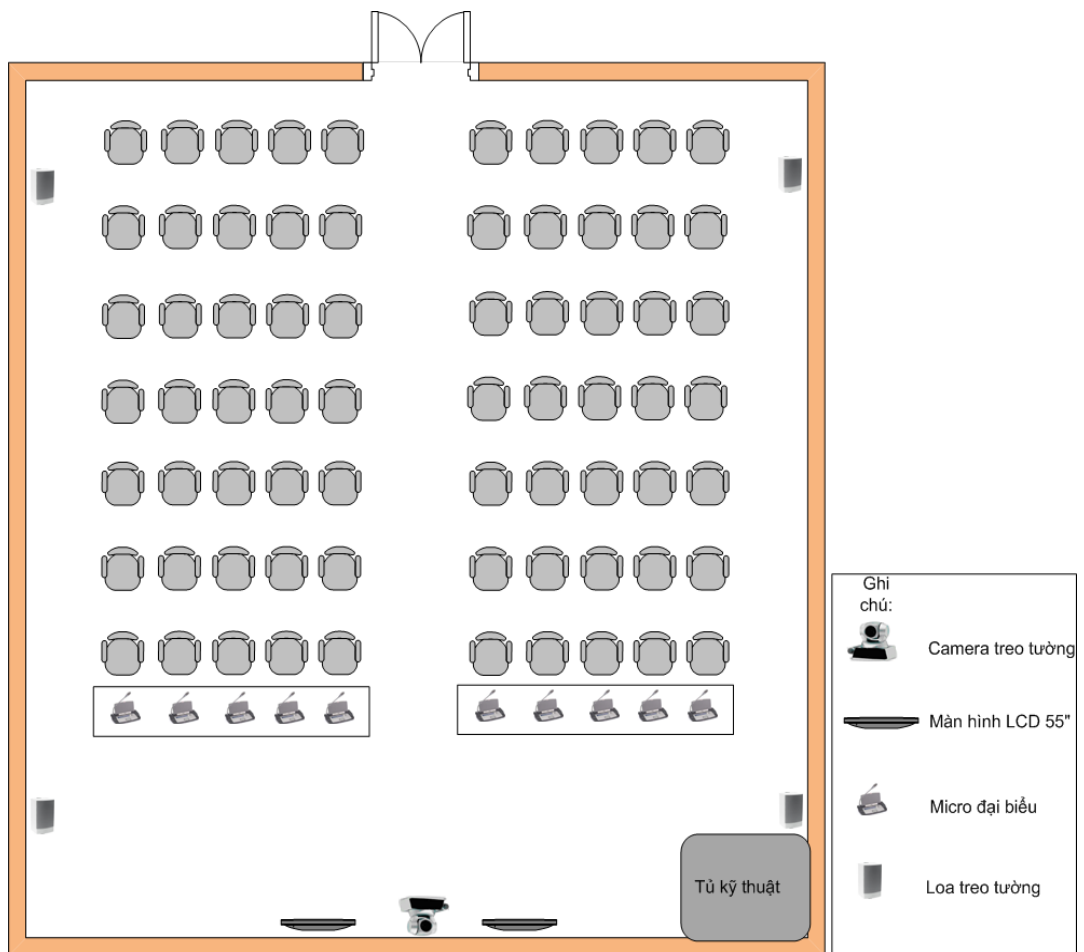 Ghi
chú:
Camera treo tường
Màn hình LCD 55"
Micro đại biểu
Tủ kỹ thuật
Loa treo tường